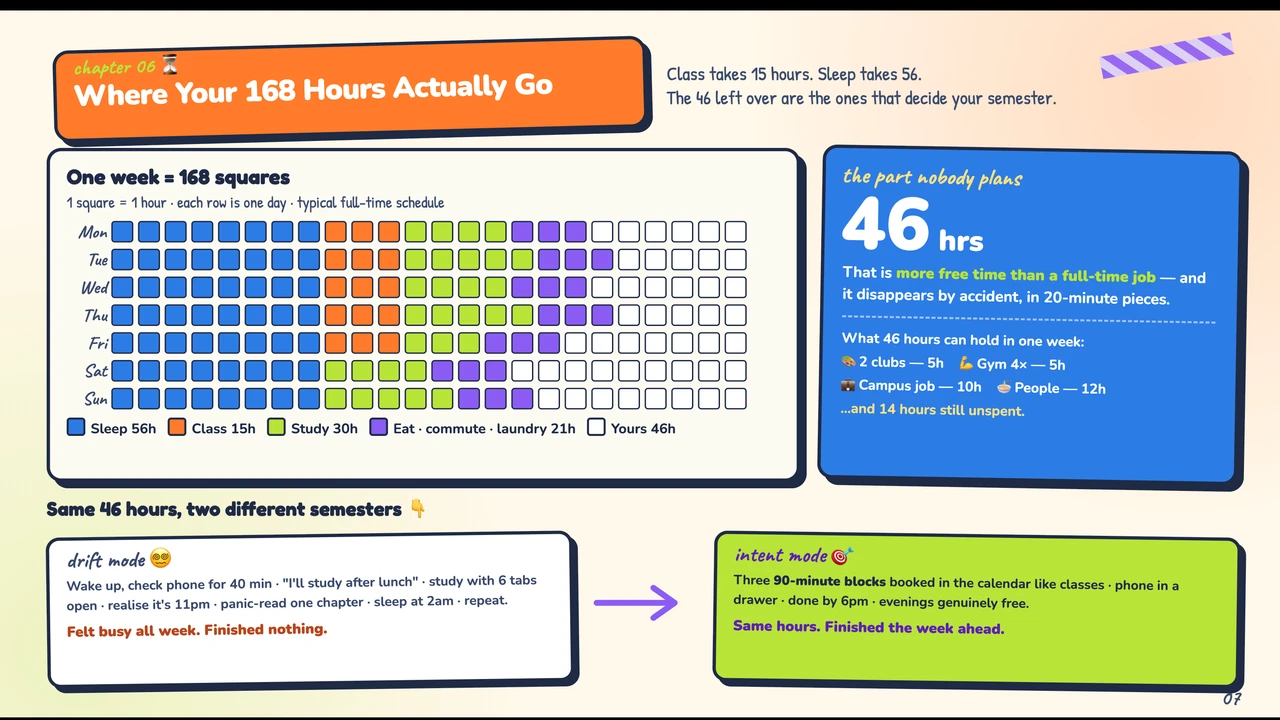 chapter 06 ⏳
Where Your 168 Hours Actually Go
Class takes 15 hours. Sleep takes 56.
The 46 left over are the ones that decide your semester.
One week = 168 squares
1 square = 1 hour · each row is one day · typical full-time schedule
Mon
Tue
Wed
Thu
Fri
Sat
Sun
Sleep 56h Class 15h Study 30h Eat · commute · laundry 21h Yours 46h
the part nobody plans
46 hrs
That is more free time than a full-time job — and
it disappears by accident, in 20-minute pieces.
What 46 hours can hold in one week:
🎨 2 clubs — 5h 💪 Gym 4× — 5h
💼 Campus job — 10h 🍲 People — 12h
...and 14 hours still unspent.
Same 46 hours, two different semesters 👇
drift mode 😵‍💫
Wake up, check phone for 40 min · "I'll study after lunch" · study with 6 tabs
open · realise it's 11pm · panic-read one chapter · sleep at 2am · repeat.
Felt busy all week. Finished nothing.
intent mode 🎯
Three 90-minute blocks booked in the calendar like classes · phone in a
drawer · done by 6pm · evenings genuinely free.
Same hours. Finished the week ahead.
07